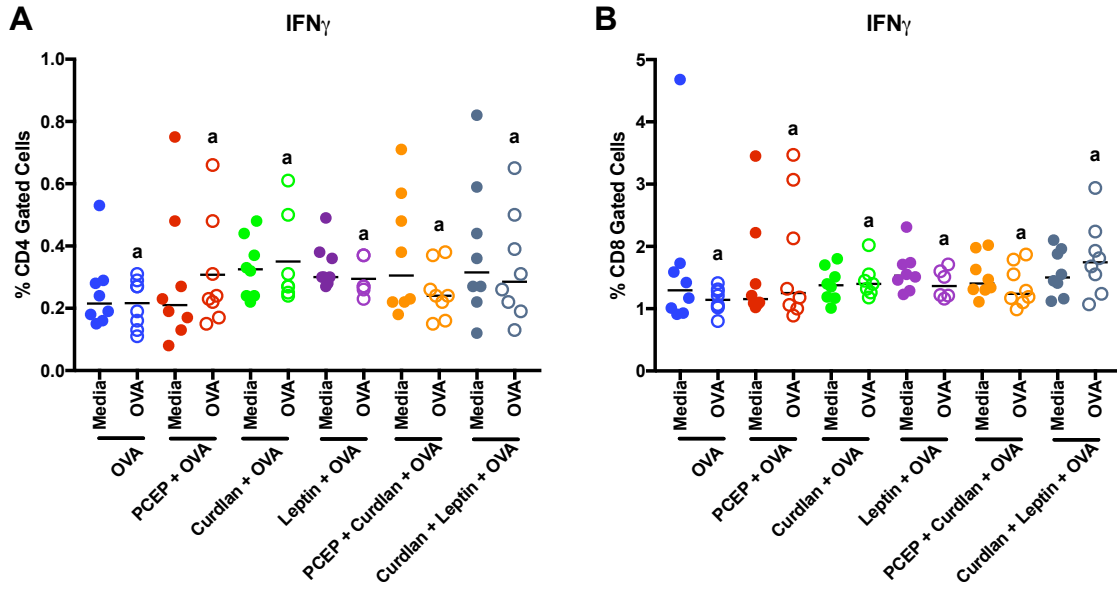 A
IFNγ
% CD4 Gated Cells
1.0
0.8
0.6
0.4
0.2
0.0
a
a
a
a
a
a
Media
OVA
Media
OVA
Media
OVA
Media
OVA
Media
OVA
Media
OVA
OVA
PCEP + OVA
Curdlan + OVA
Leptin + OVA
PCEP + Curdlan + OVA
Curdlan + Leptin + OVA
B
IFNγ
% CD8 Gated Cells
5
4
3
2
1
0
a
a
a
a
a
a
Media
OVA
Media
OVA
Media
OVA
Media
OVA
Media
OVA
Media
OVA
OVA
PCEP + OVA
Curdlan + OVA
Leptin + OVA
PCEP + Curdlan + OVA
Curdlan + Leptin + OVA